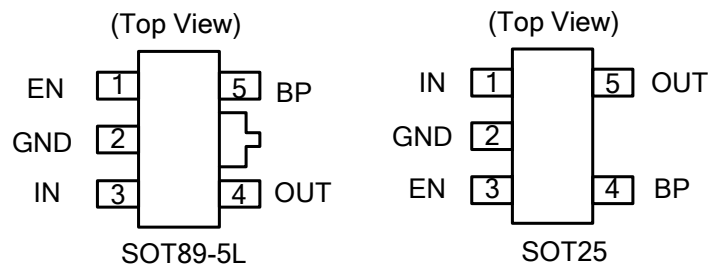 (Top View)
EN 1 5 BP
GND 2
IN 3 4 OUT
SOT89-5L
(Top View)
IN 1 5 OUT
GND 2
EN 3 4 BP
SOT25